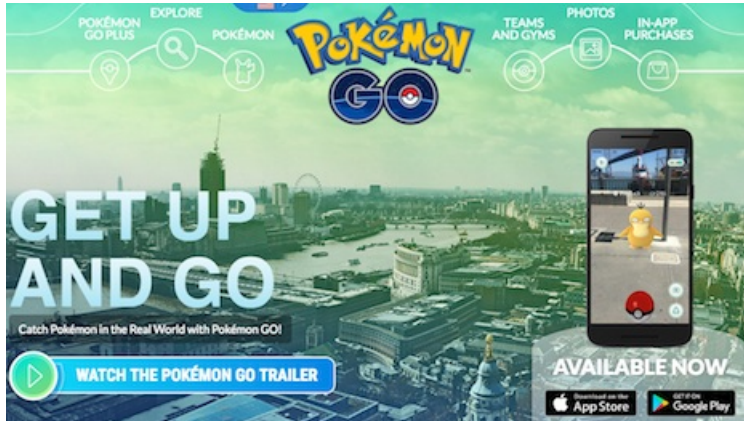 POKÉMON
GO PLUS
EXPLORE
POKÉMON
POKÉMON
GO
TEAMS
AND GYMS
PHOTOS
IN-APP
PURCHASES
GET UP
AND GO
Catch Pokémon in the Real World with Pokémon GO!
WATCH THE POKÉMON GO TRAILER
AVAILABLE NOW
Download on the
App Store
GET IT ON
Google Play